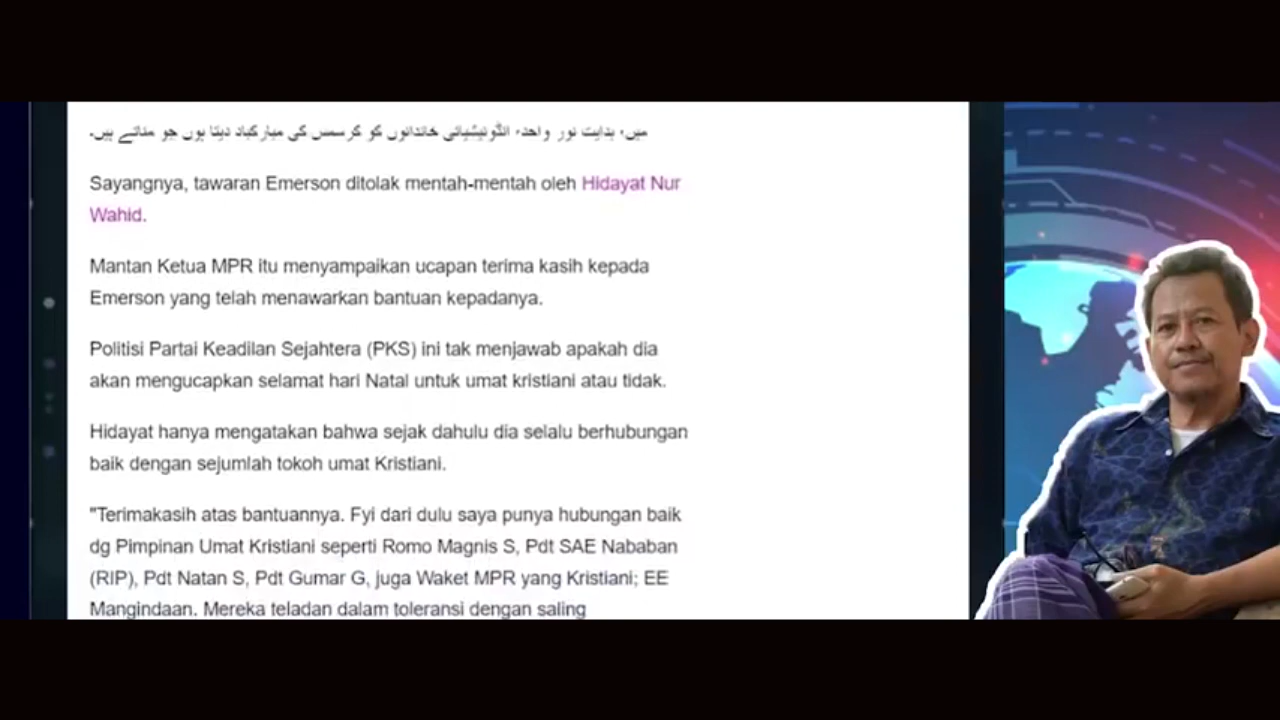 میں، ہدایت نور واحد، انڈونیشیائی خاندانوں کو کرسمس کی مبارکباد دیتا ہوں جو مناتے ہیں۔
Sayangnya, tawaran Emerson ditolak mentah-mentah oleh Hidayat Nur
Wahid.
Mantan Ketua MPR itu menyampaikan ucapan terima kasih kepada
Emerson yang telah menawarkan bantuan kepadanya.
Politisi Partai Keadilan Sejahtera (PKS) ini tak menjawab apakah dia
akan mengucapkan selamat hari Natal untuk umat kristiani atau tidak.
Hidayat hanya mengatakan bahwa sejak dahulu dia selalu berhubungan
baik dengan sejumlah tokoh umat Kristiani.
"Terimakasih atas bantuannya. Fyi dari dulu saya punya hubungan baik
dg Pimpinan Umat Kristiani seperti Romo Magnis S, Pdt SAE Nababan
(RIP), Pdt Natan S, Pdt Gumar G, juga Waket MPR yang Kristiani; EE
Mangindaan. Mereka teladan dalam toleransi dengan saling